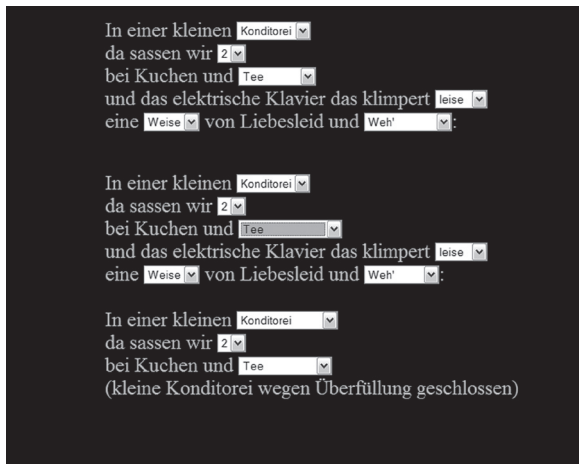 In einer kleinen Konditorei
da sassen wir 2
bei Kuchen und Tee
und das elektrische Klavier das klimpert leise
eine Weise von Liebesleid und Weh':
In einer kleinen Konditorei
da sassen wir 2
bei Kuchen und Tee
und das elektrische Klavier das klimpert leise
eine Weise von Liebesleid und Weh':
In einer kleinen Konditorei
da sassen wir 2
bei Kuchen und Tee
(kleine Konditorei wegen Überfüllung geschlossen)